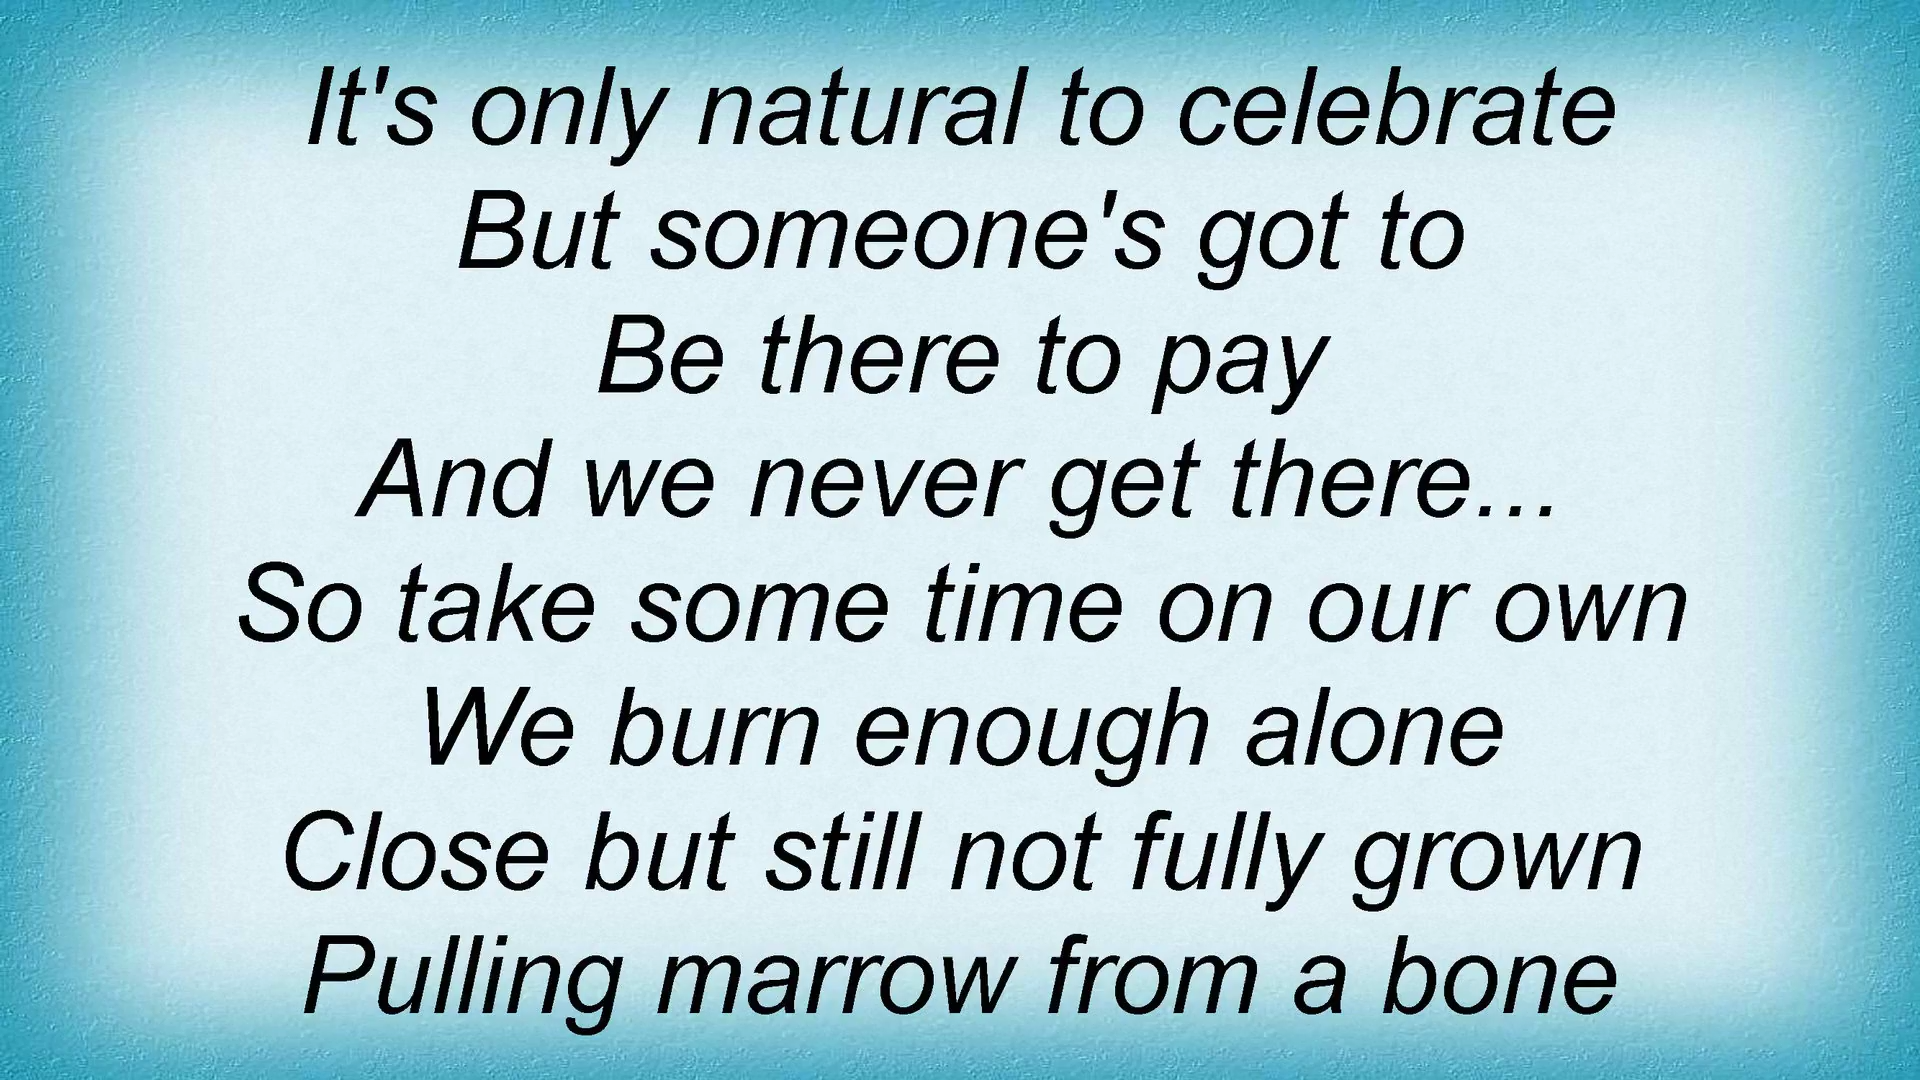 It's only natural to celebrate
But someone's got to
Be there to pay
And we never get there...
So take some time on our own
We burn enough alone
Close but still not fully grown
Pulling marrow from a bone